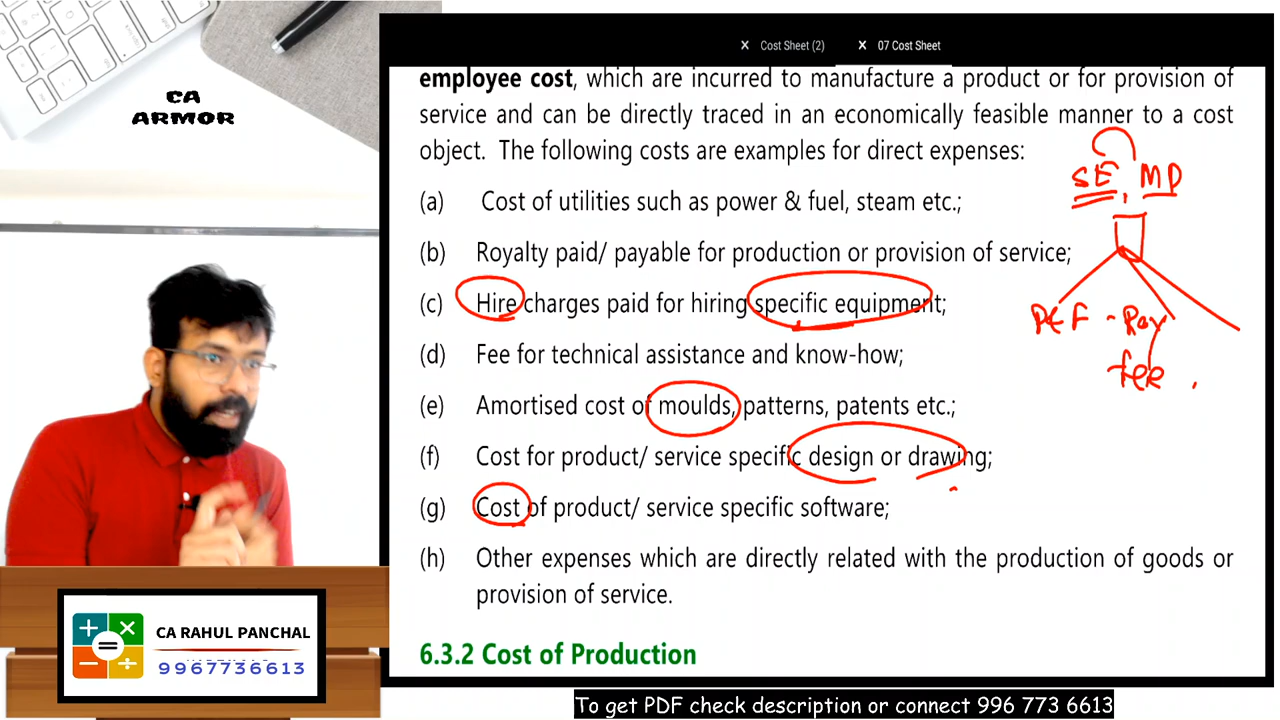 CA
ARMOR
× Cost Sheet (2) × 07 Cost Sheet
employee cost, which are incurred to manufacture a product or for provision of
service and can be directly traced in an economically feasible manner to a cost
object. The following costs are examples for direct expenses:
SE, MD
(a) Cost of utilities such as power & fuel, steam etc.;
(b) Royalty paid/ payable for production or provision of service;
(c) Hire charges paid for hiring specific equipment;
P&F - Roy
(d) Fee for technical assistance and know-how;
fee
(e) Amortised cost of moulds, patterns, patents etc.;
(f) Cost for product/ service specific design or drawing;
(g) Cost of product/ service specific software;
(h) Other expenses which are directly related with the production of goods or
provision of service.
6.3.2 Cost of Production
CA RAHUL PANCHAL
9967736613
To get PDF check description or connect 996 773 6613